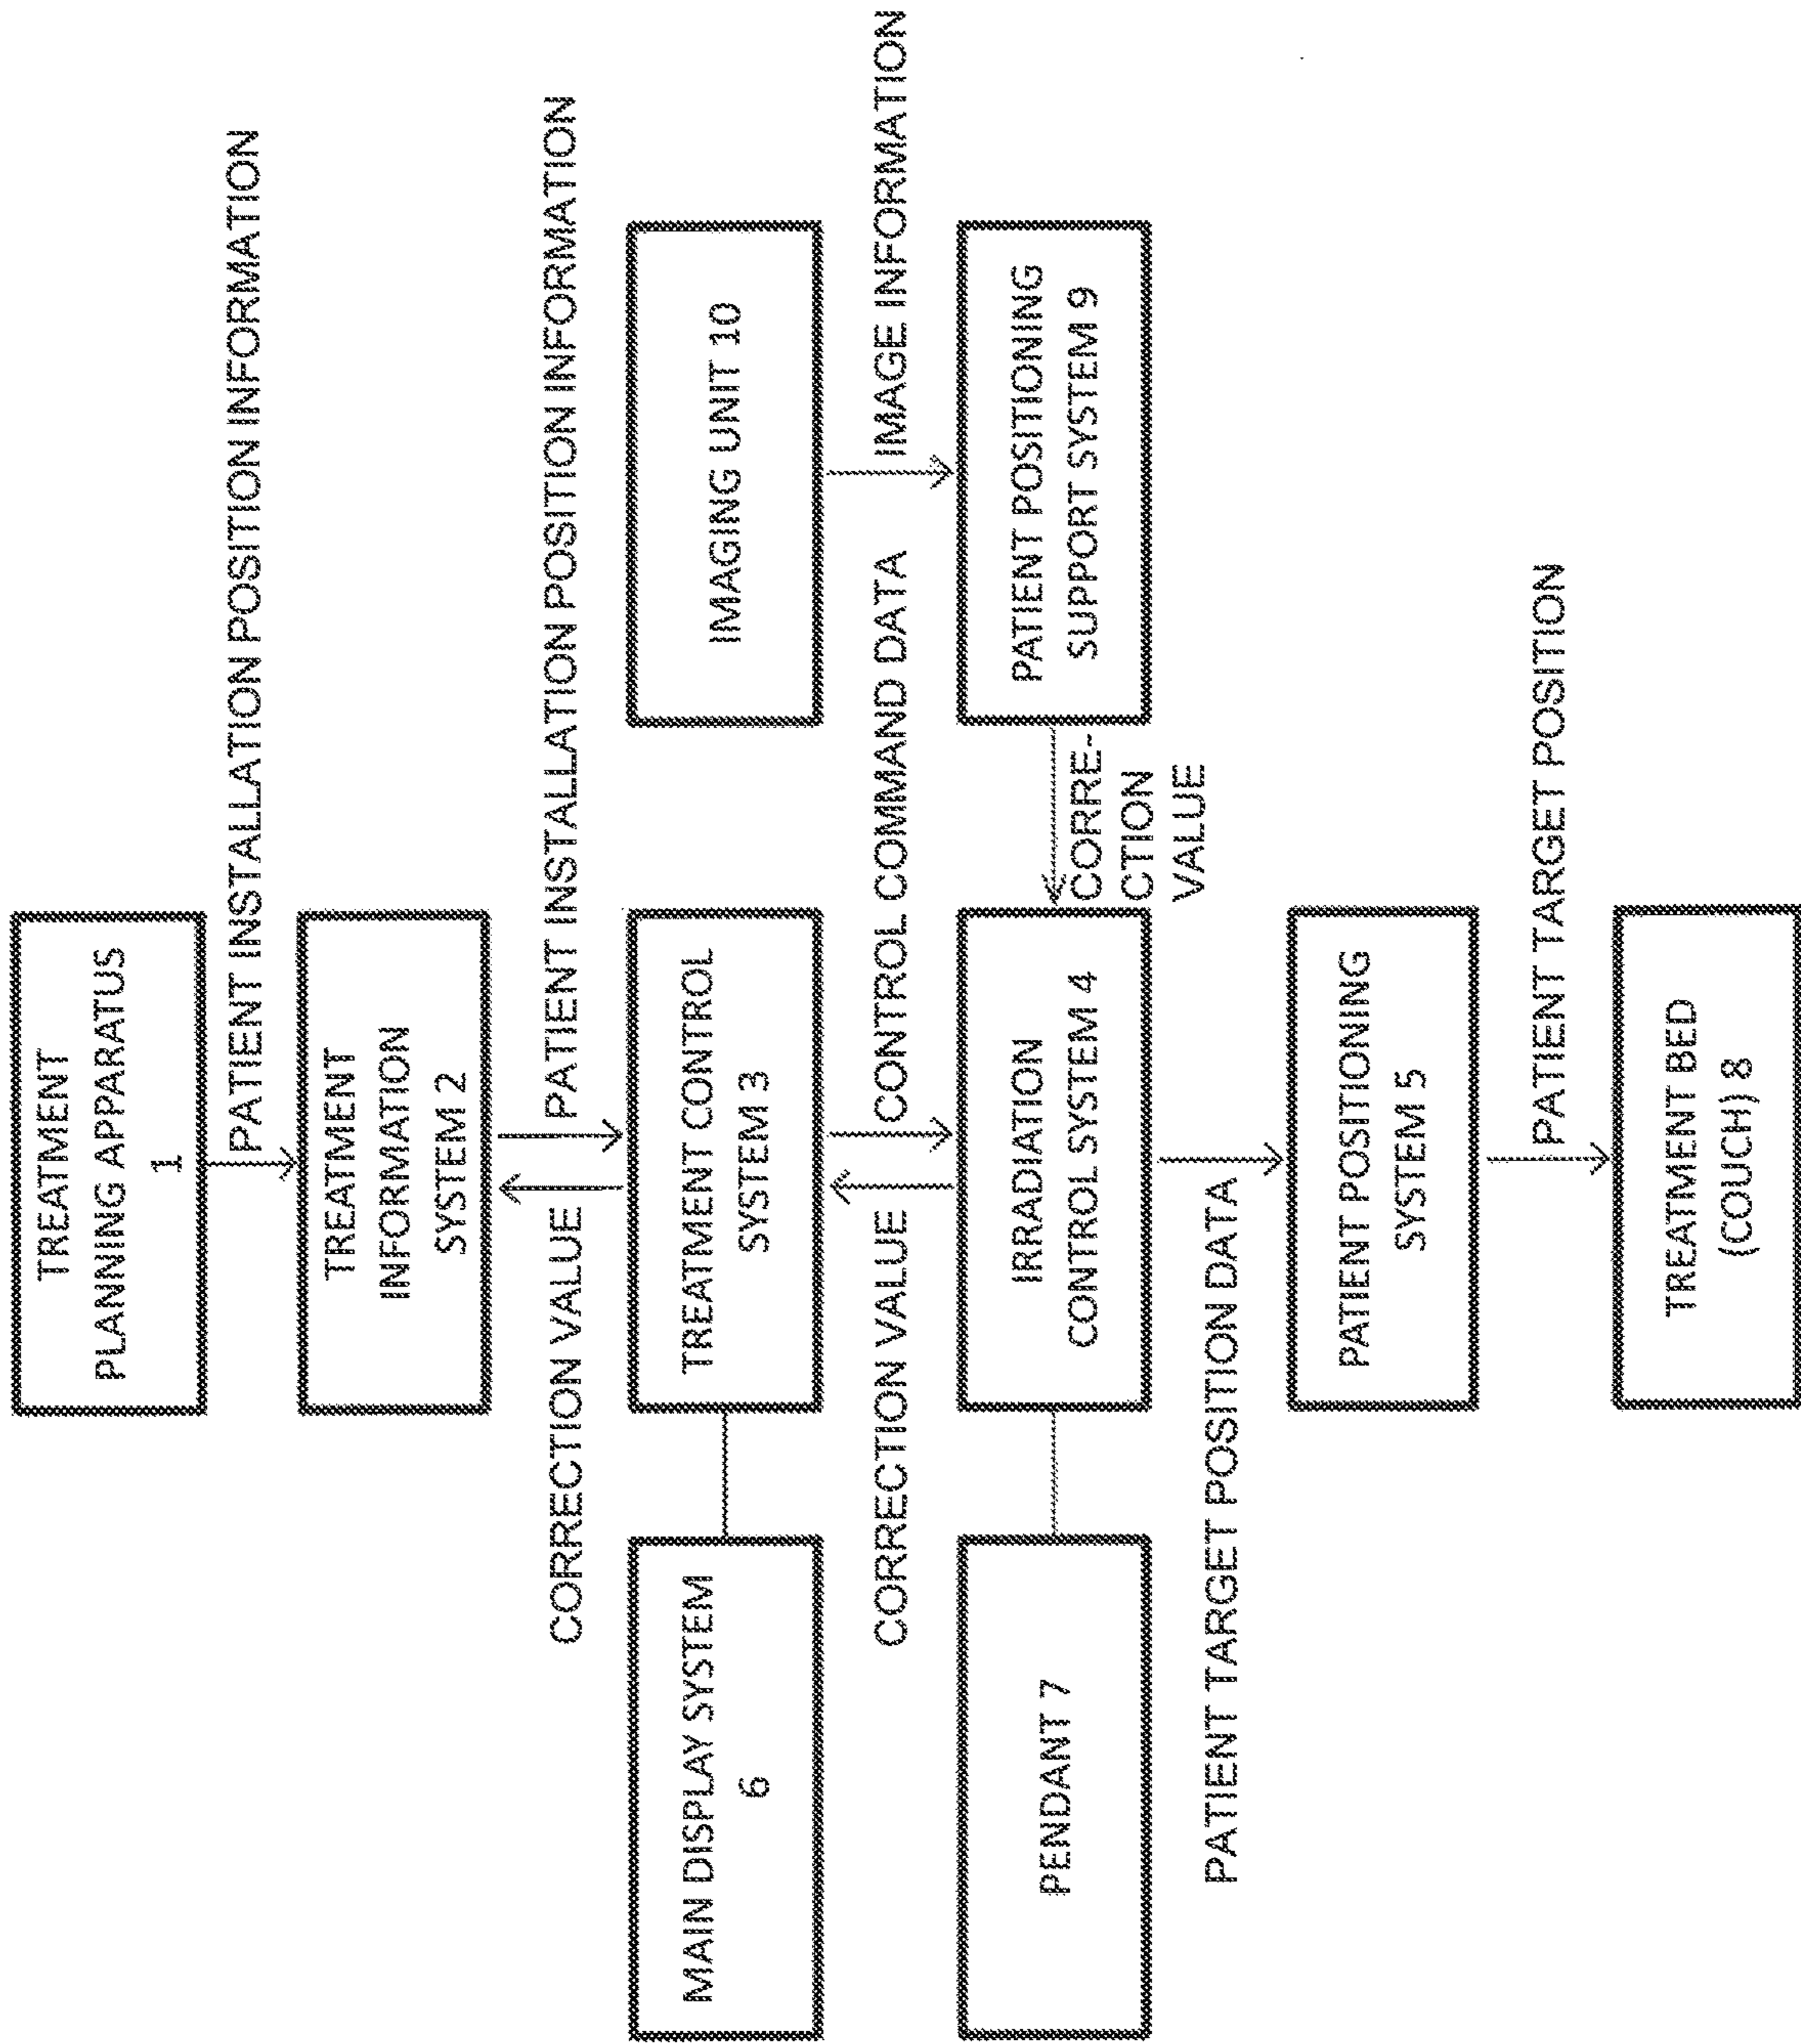 TREATMENT
PLANNING APPARATUS
1
PATIENT INSTALLATION POSITION INFORMATION
TREATMENT
INFORMATION
SYSTEM 2
CORRECTION VALUE
PATIENT INSTALLATION POSITION INFORMATION
MAIN DISPLAY SYSTEM
6
TREATMENT CONTROL
SYSTEM 3
IMAGING UNIT 10
CORRECTION VALUE
CONTROL COMMAND DATA
IMAGE INFORMATION
PENDANT 7
IRRADIATION
CONTROL SYSTEM 4
CORRE-
CTION
VALUE
PATIENT POSITIONING
SUPPORT SYSTEM 9
PATIENT TARGET POSITION DATA
PATIENT POSITIONING
SYSTEM 5
PATIENT TARGET POSITION
TREATMENT BED
(COUCH) 8